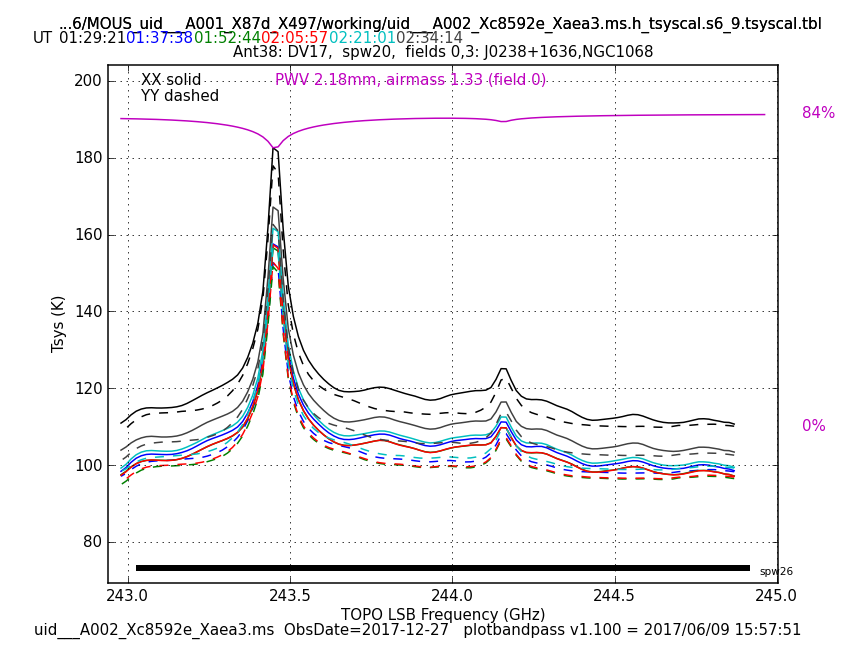 ...6/MOUS_uid___A001_X87d_X497/working/uid___A002_Xc8592e_Xaea3.ms.h_tsyscal.s6_9.tsyscal.tbl
UT 01:29:21 01:37:38 01:52:44 02:05:57 02:21:01 02:34:14
Ant38: DV17,  spw20,  fields 0,3: J0238+1636,NGC1068
XX solid
YY dashed
PWV 2.18mm, airmass 1.33 (field 0)
84%
0%
200
180
160
140
120
100
80
Tsys (K)
spw26
243.0 243.5 244.0 244.5 245.0
TOPO LSB Frequency (GHz)
uid___A002_Xc8592e_Xaea3.ms  ObsDate=2017-12-27   plotbandpass v1.100 = 2017/06/09 15:57:51